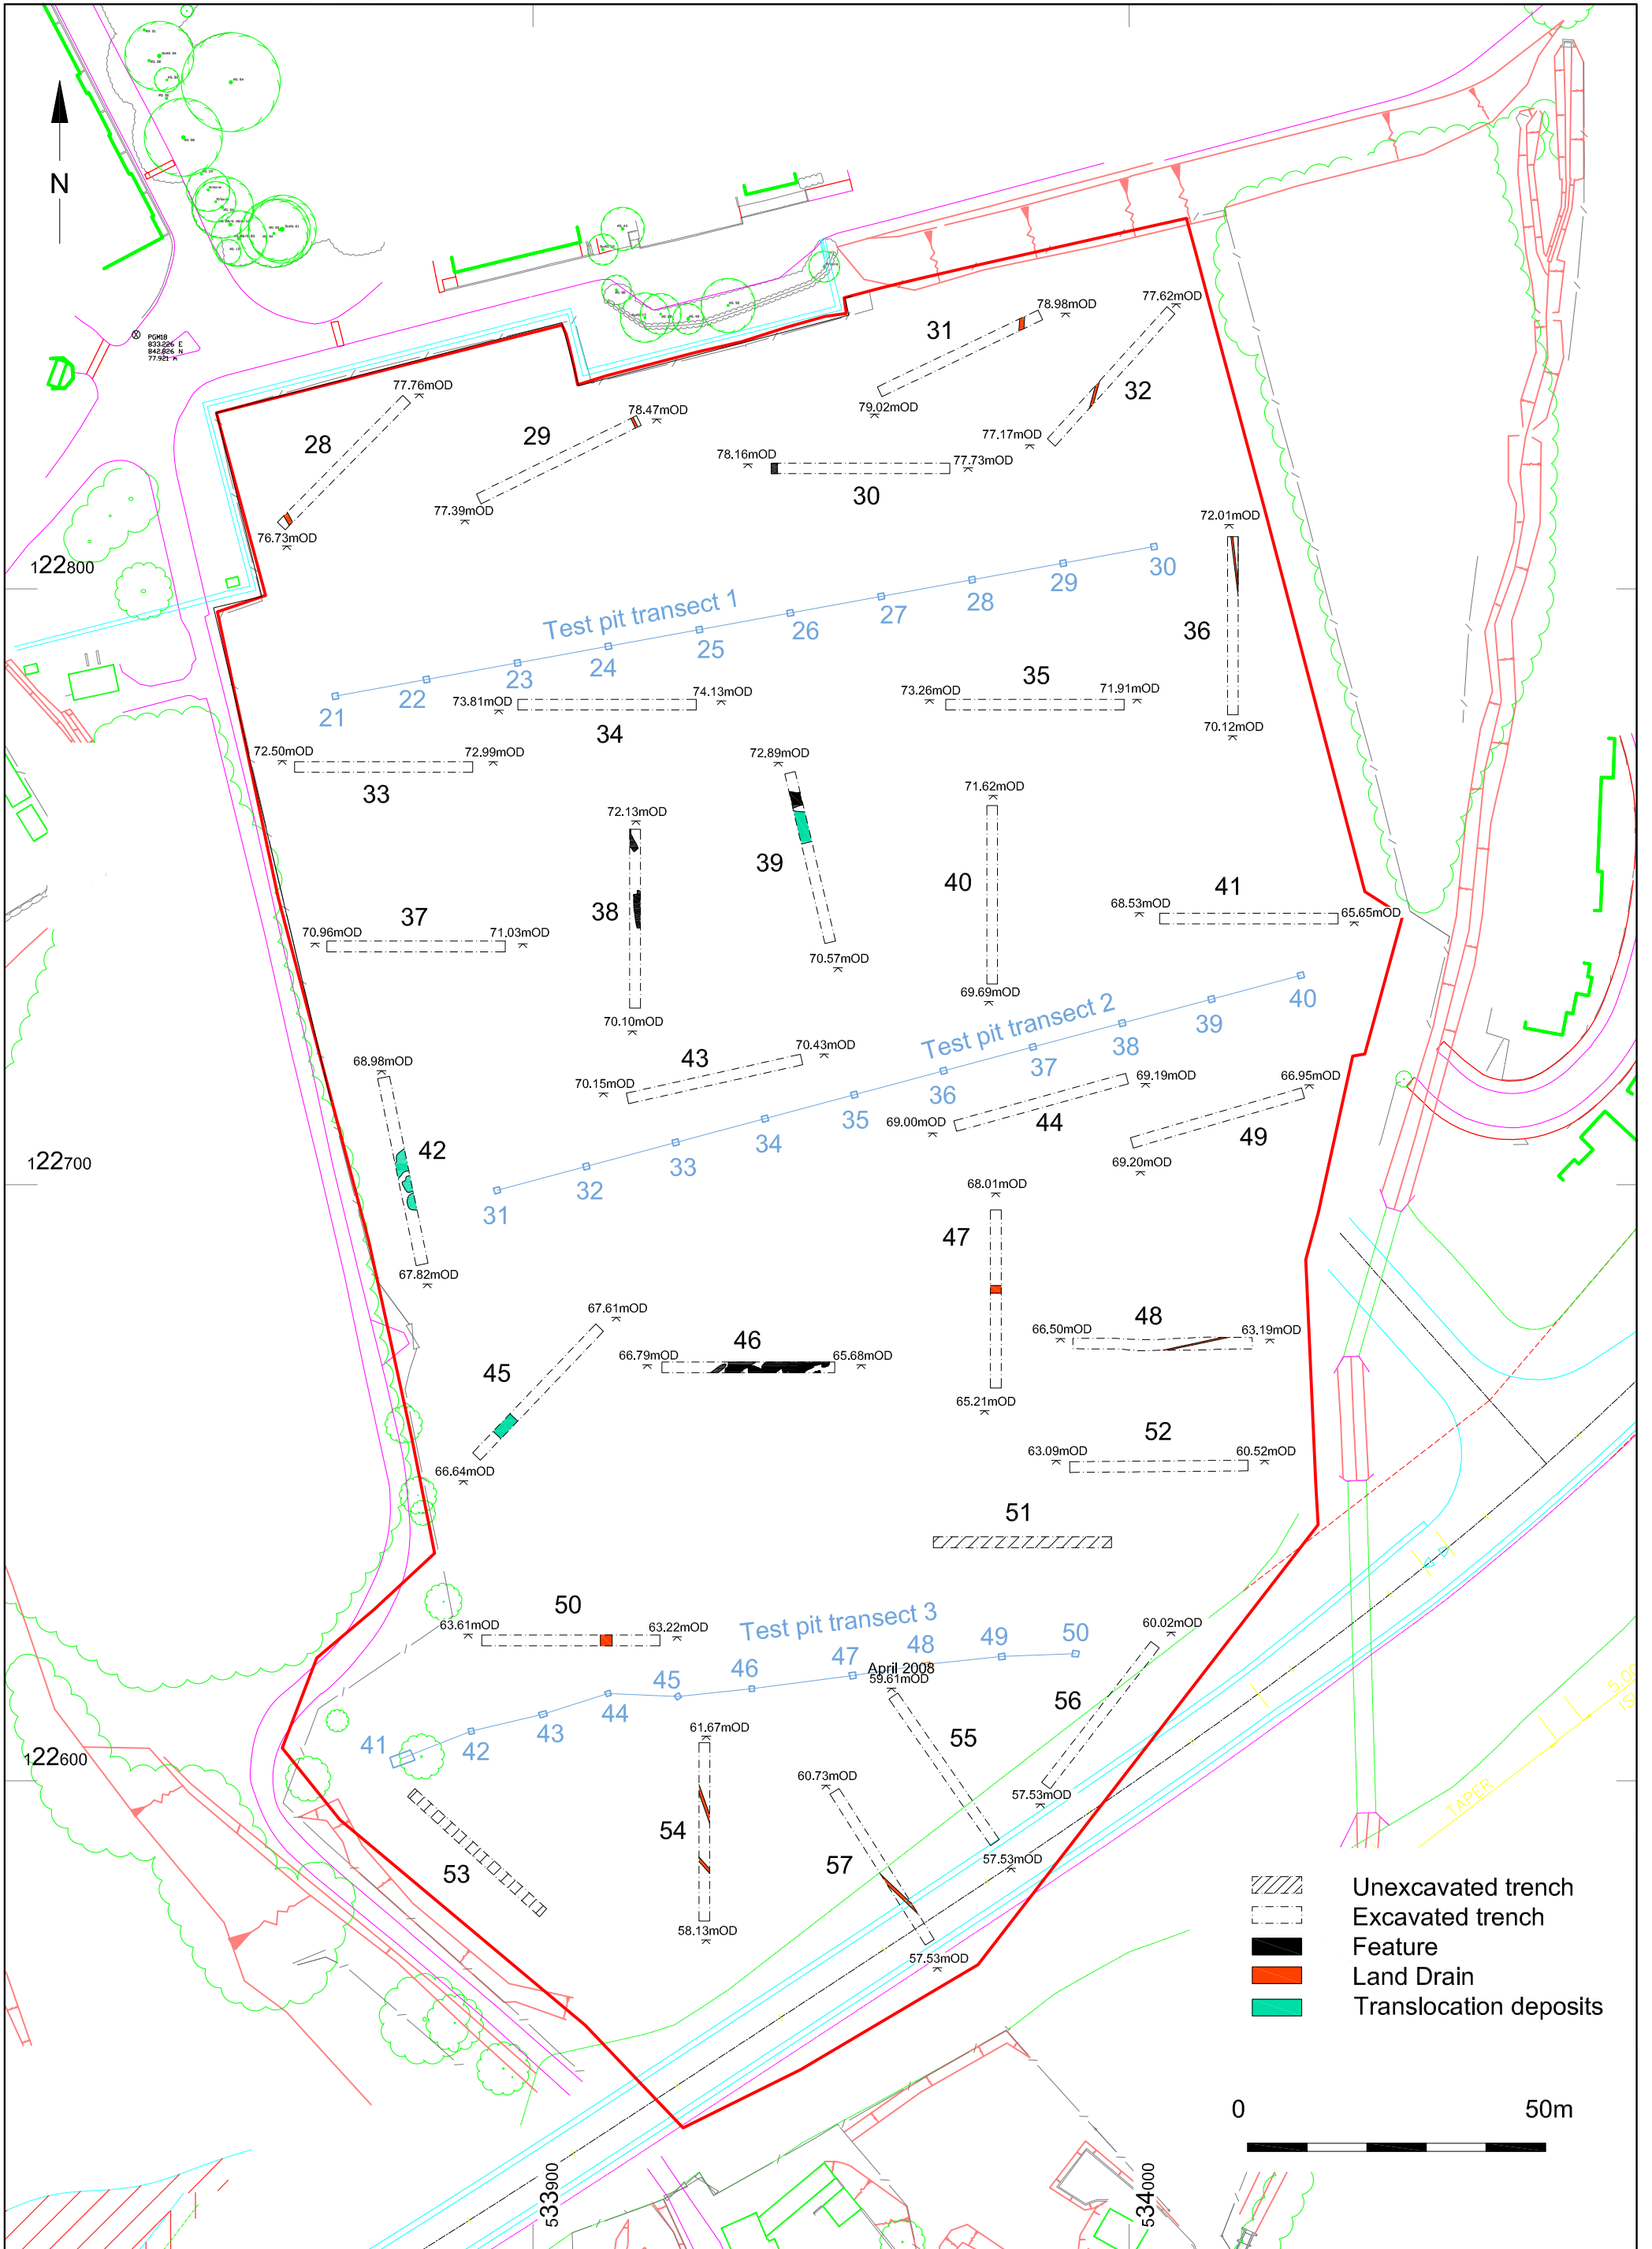 N
PGM18
833.226 E
842.826 N
77.921 A
31
78.98mOD
77.62mOD
79.02mOD
32
77.17mOD
28
77.76mOD
76.73mOD
29
78.47mOD
77.39mOD
78.16mOD
77.73mOD
30
122800
Test pit transect 1
21
22
23
24
25
26
27
28
29
30
72.01mOD
36
70.12mOD
73.81mOD
74.13mOD
34
73.26mOD
35
71.91mOD
72.50mOD
72.99mOD
33
72.89mOD
39
70.57mOD
72.13mOD
38
70.10mOD
71.62mOD
40
69.69mOD
41
68.53mOD
65.65mOD
37
70.96mOD
71.03mOD
Test pit transect 2
31
32
33
34
35
36
37
38
39
40
43
70.43mOD
70.15mOD
69.19mOD
69.00mOD
44
66.95mOD
69.20mOD
49
68.98mOD
42
67.82mOD
122700
68.01mOD
47
65.21mOD
48
66.50mOD
63.19mOD
67.61mOD
45
66.64mOD
46
66.79mOD
65.68mOD
52
63.09mOD
60.52mOD
51
50
63.61mOD
63.22mOD
Test pit transect 3
41
42
43
44
45
46
47
48
49
50
April 2008
59.61mOD
55
57.53mOD
60.02mOD
56
57.53mOD
61.67mOD
54
58.13mOD
60.73mOD
57
57.53mOD
122600
53
5.00
TAPER
Unexcavated trench
Excavated trench
Feature
Land Drain
Translocation deposits
0
50m
533900
534000